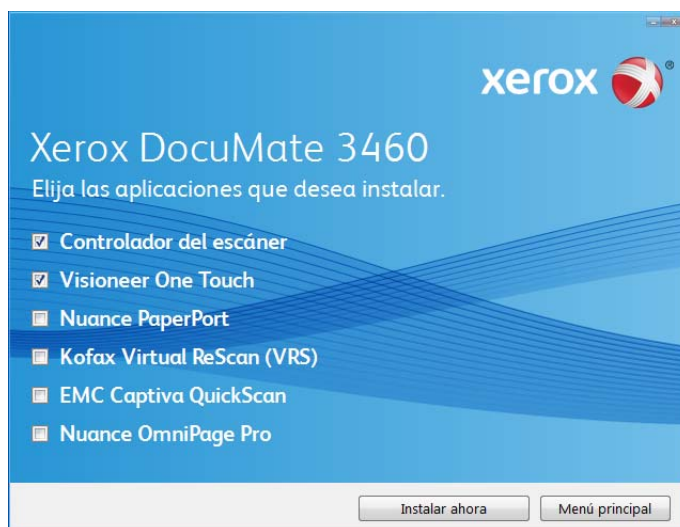 xerox
Xerox DocuMate 3460
Elija las aplicaciones que desea instalar.
Controlador del escáner
Visioneer One Touch
Nuance PaperPort
Kofax Virtual ReScan (VRS)
EMC Captiva QuickScan
Nuance OmniPage Pro
Instalar ahora Menú principal